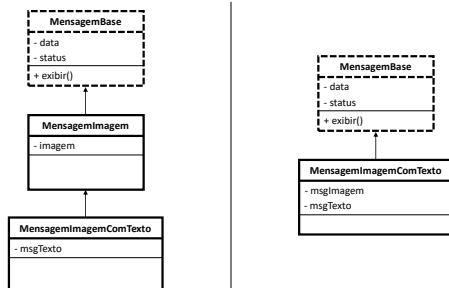 MensagemBase
- data
- status
+ exibir()
MensagemImagem
- imagem
MensagemImagemComTexto
- msgTexto
MensagemBase
- data
- status
+ exibir()
MensagemImagemComTexto
- msgImagem
- msgTexto